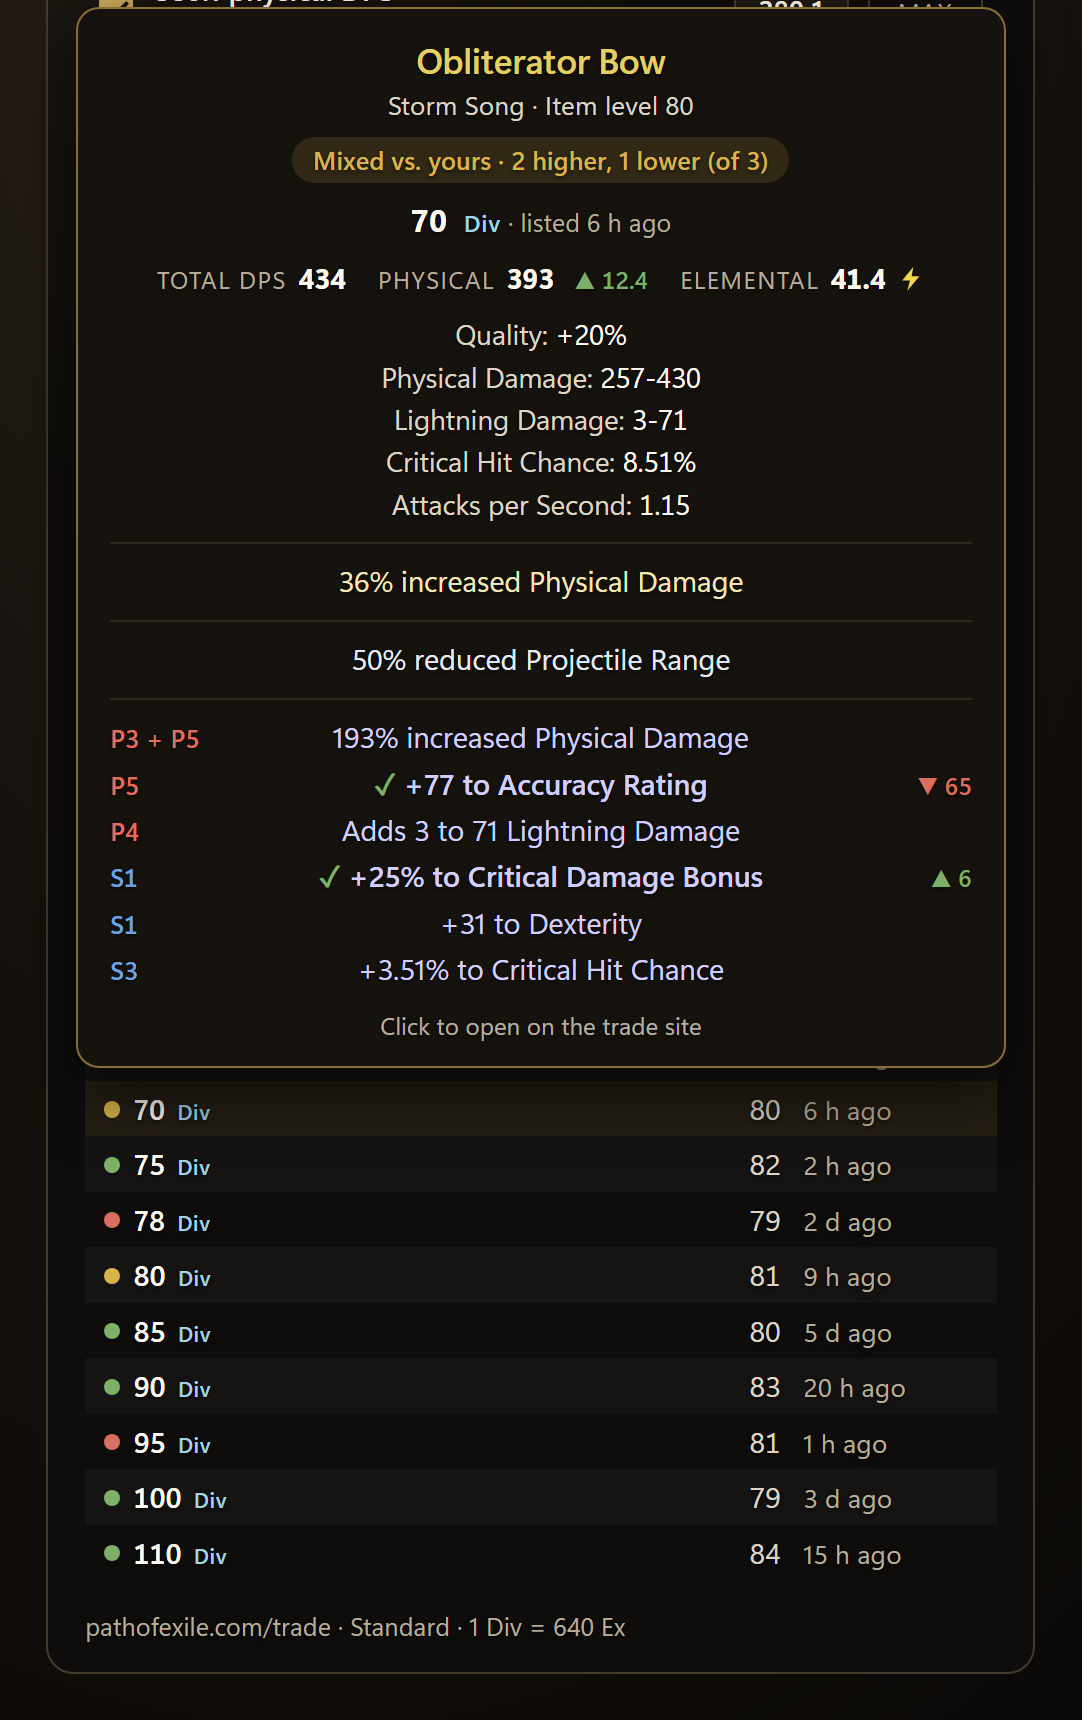 Obliterator Bow
Storm Song · Item level 80
Mixed vs. yours · 2 higher, 1 lower (of 3)
70 Div · listed 6 h ago
TOTAL DPS 434 PHYSICAL 393 ▲ 12.4 ELEMENTAL 41.4
Quality: +20%
Physical Damage: 257-430
Lightning Damage: 3-71
Critical Hit Chance: 8.51%
Attacks per Second: 1.15
36% increased Physical Damage
50% reduced Projectile Range
P3 + P5 193% increased Physical Damage
P5 ✓ +77 to Accuracy Rating ▼ 65
P4 Adds 3 to 71 Lightning Damage
S1 ✓ +25% to Critical Damage Bonus ▲ 6
S1 +31 to Dexterity
S3 +3.51% to Critical Hit Chance
Click to open on the trade site
70 Div 80 6 h ago
75 Div 82 2 h ago
78 Div 79 2 d ago
80 Div 81 9 h ago
85 Div 80 5 d ago
90 Div 83 20 h ago
95 Div 81 1 h ago
100 Div 79 3 d ago
110 Div 84 15 h ago
pathofexile.com/trade · Standard · 1 Div = 640 Ex